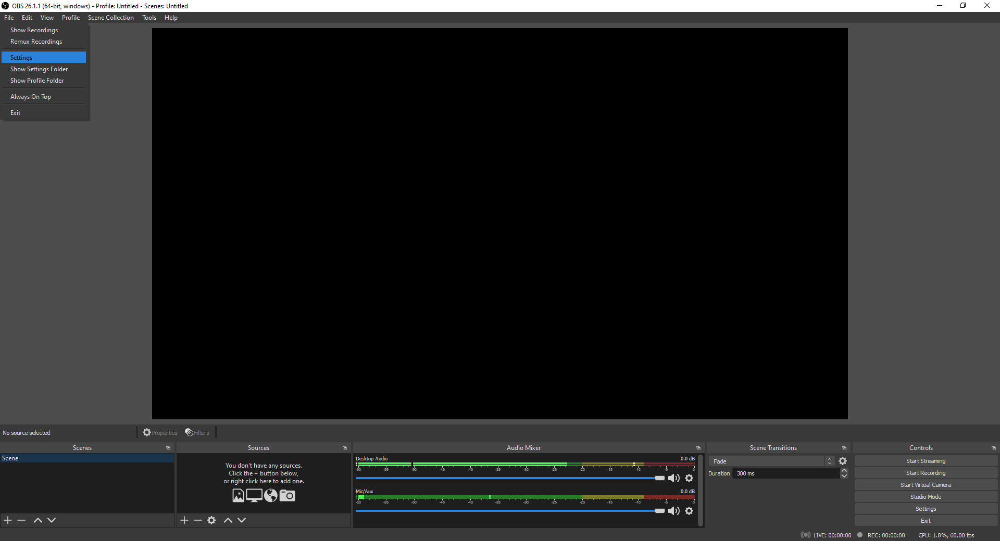 OBS 26.1.1 (64-bit, windows) - Profile: Untitled - Scenes: Untitled
File Edit View Profile Scene Collection Tools Help
Show Recordings
Remux Recordings
Settings
Show Settings Folder
Show Profile Folder
Always On Top
Exit
No source selected
Properties
Filters
Scenes
Scene
Sources
You don't have any sources.
Click the + button below,
or right click here to add one.
Audio Mixer
Desktop Audio 0.0 dB
-60 -55 -50 -45 -40 -35 -30 -25 -20 -15 -10 -5 0
Mic/Aux 0.0 dB
-60 -55 -50 -45 -40 -35 -30 -25 -20 -15 -10 -5 0
Scene Transitions
Fade
Duration 300 ms
Controls
Start Streaming
Start Recording
Start Virtual Camera
Studio Mode
Settings
Exit
LIVE: 00:00:00 REC: 00:00:00 CPU: 1.8%, 60.00 fps